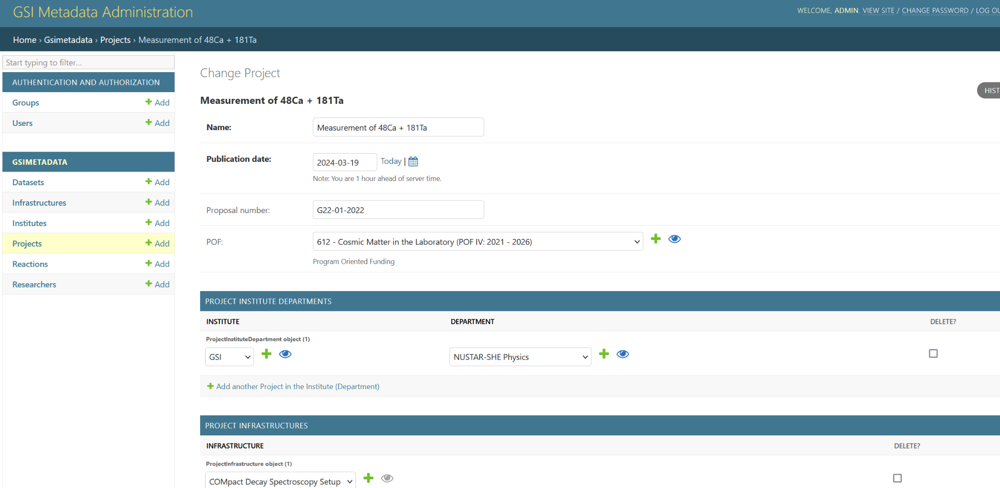 GSI Metadata Administration
WELCOME, ADMIN. VIEW SITE / CHANGE PASSWORD / LOG OU
Home › Gsimetadata › Projects › Measurement of 48Ca + 181Ta
Start typing to filter...
AUTHENTICATION AND AUTHORIZATION
Groups + Add
Users + Add
GSIMETADATA
Datasets + Add
Infrastructures + Add
Institutes + Add
Projects + Add
Reactions + Add
Researchers + Add
Change Project
HIST
Measurement of 48Ca + 181Ta
Name: Measurement of 48Ca + 181Ta
Publication date: 2024-03-19 Today |
Note: You are 1 hour ahead of server time.
Proposal number: G22-01-2022
POF: 612 - Cosmic Matter in the Laboratory (POF IV: 2021 - 2026)
Program Oriented Funding
PROJECT INSTITUTE DEPARTMENTS
INSTITUTE DEPARTMENT DELETE?
ProjectInstituteDepartment object (1)
GSI NUSTAR-SHE Physics
+ Add another Project in the Institute (Department)
PROJECT INFRASTRUCTURES
INFRASTRUCTURE DELETE?
ProjectInfrastructure object (1)
COMpact Decay Spectroscopy Setup